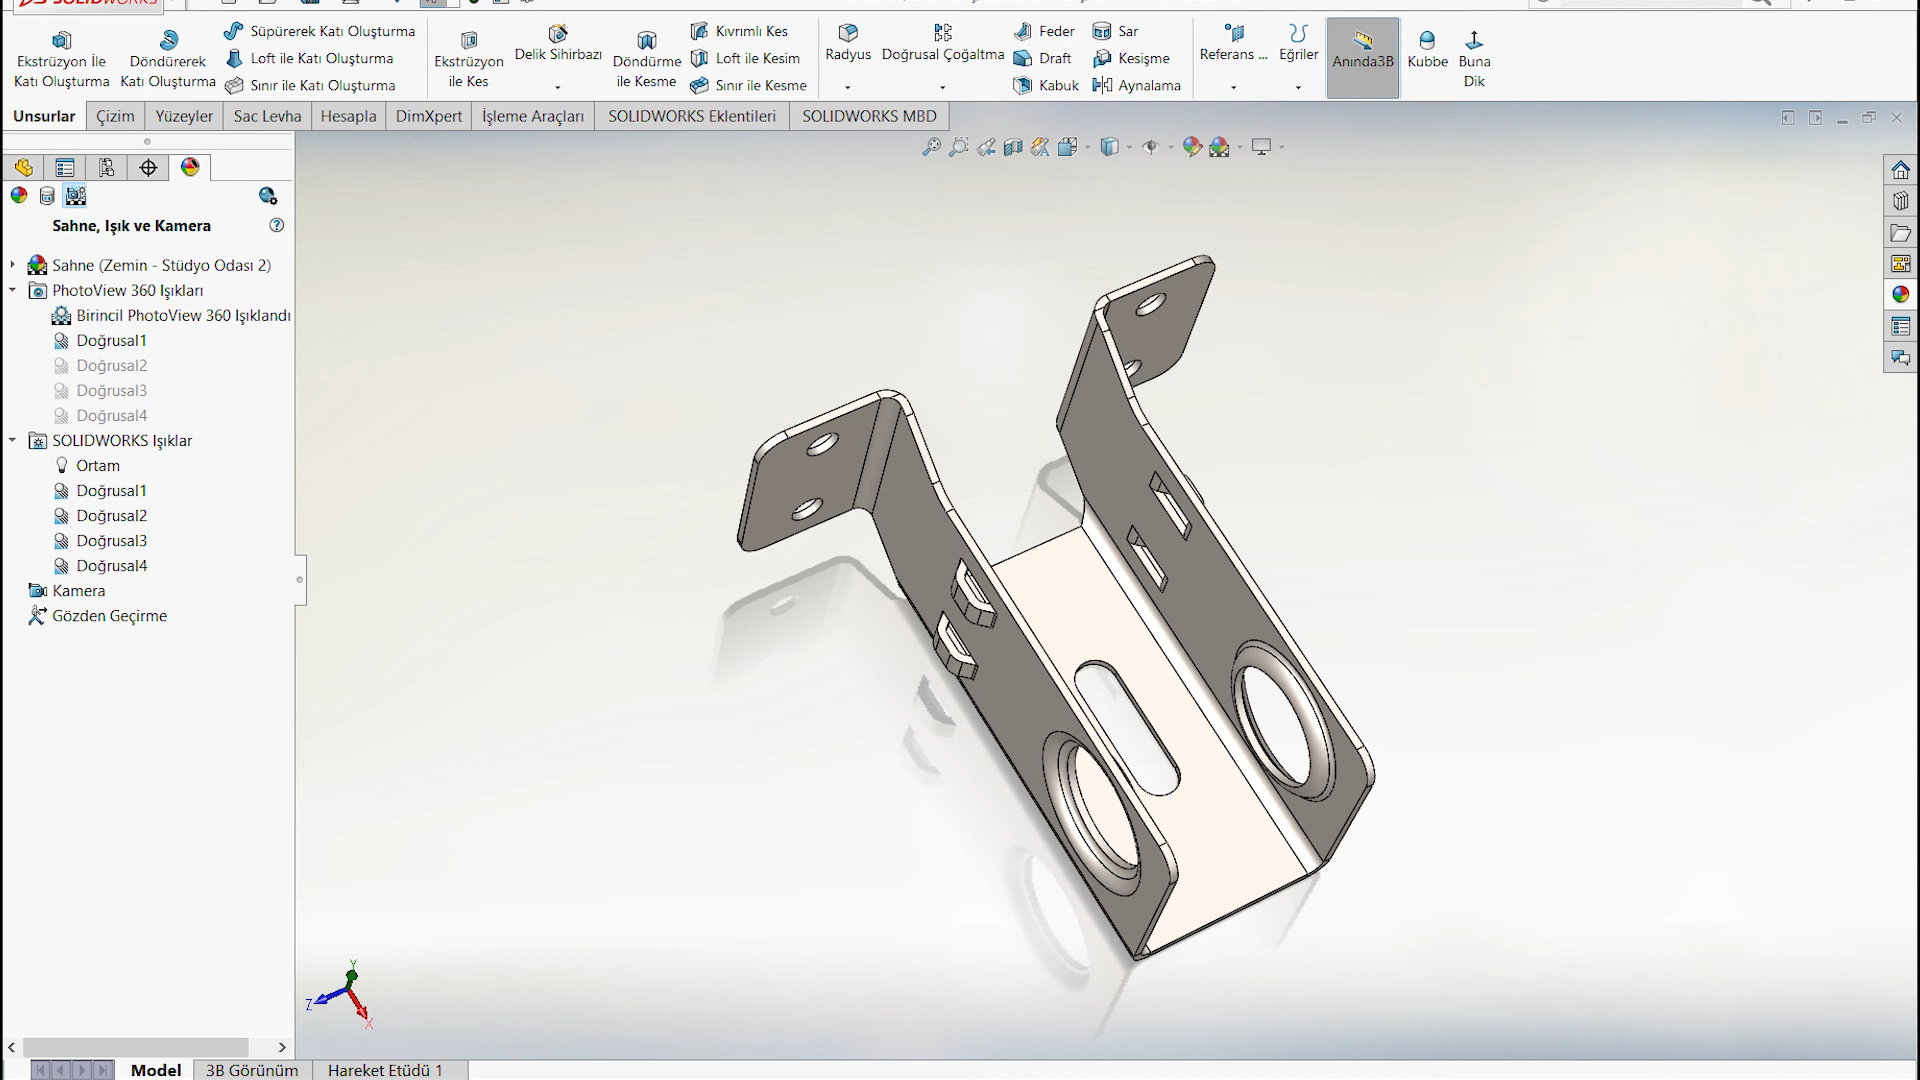 SOLIDWORKS
Ekstrüzyon İle
Katı Oluşturma
Döndürerek
Katı Oluşturma
Süpürerek Katı Oluşturma
Loft ile Katı Oluşturma
Sınır ile Katı Oluşturma
Ekstrüzyon
ile Kes
Delik Sihirbazı
Döndürme
ile Kesme
Kıvrımlı Kes
Loft ile Kesim
Sınır ile Kesme
Radyus
Doğrusal Çoğaltma
Feder
Draft
Kabuk
Sar
Kesişme
Aynalama
Referans ...
Eğriler
Anında3B
Kubbe
Buna
Dik
Unsurlar
Çizim
Yüzeyler
Sac Levha
Hesapla
DimXpert
İşleme Araçları
SOLIDWORKS Eklentileri
SOLIDWORKS MBD
Sahne, Işık ve Kamera
Sahne (Zemin - Stüdyo Odası 2)
PhotoView 360 Işıkları
Birincil PhotoView 360 Işıklandı
Doğrusal1
Doğrusal2
Doğrusal3
Doğrusal4
SOLIDWORKS Işıklar
Ortam
Doğrusal1
Doğrusal2
Doğrusal3
Doğrusal4
Kamera
Gözden Geçirme
Y
Z
X
Model
3B Görünüm
Hareket Etüdü 1